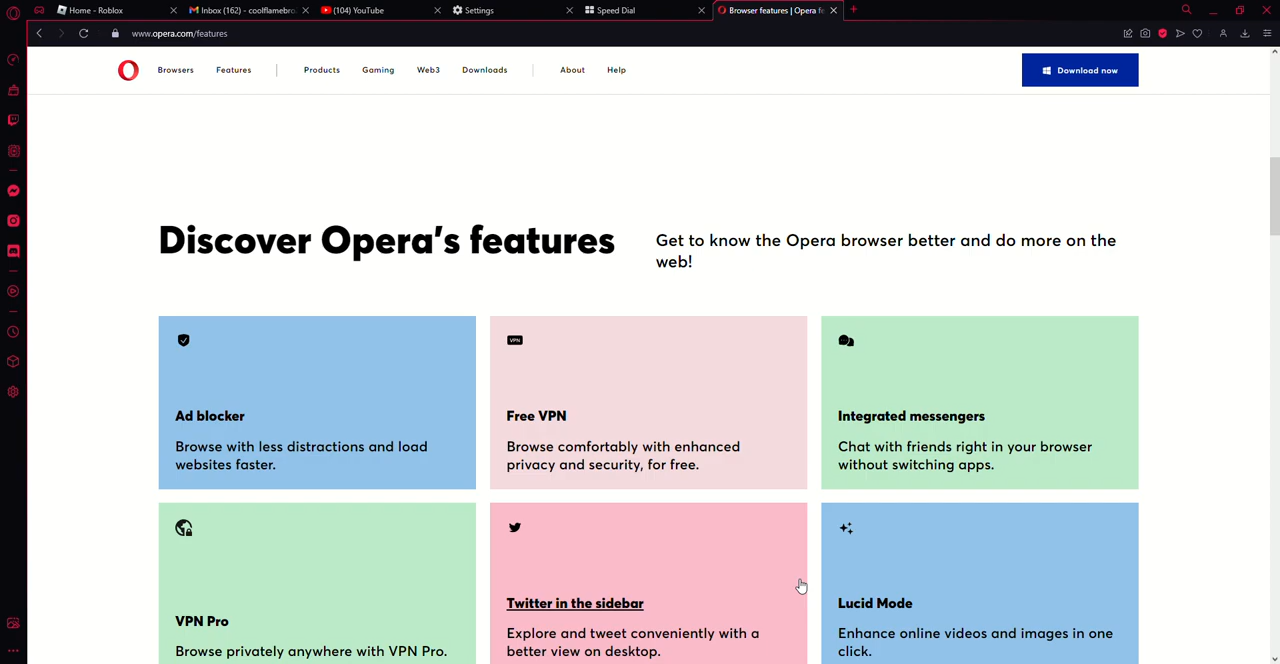 Home - Roblox
Inbox (162) - coolflamebro
(104) YouTube
Settings
Speed Dial
Browser features | Opera fe
www.opera.com/features
Browsers
Features
Products
Gaming
Web3
Downloads
About
Help
Download now
Discover Opera's features
Get to know the Opera browser better and do more on the
web!
Ad blocker
Browse with less distractions and load
websites faster.
VPN
Free VPN
Browse comfortably with enhanced
privacy and security, for free.
Integrated messengers
Chat with friends right in your browser
without switching apps.
VPN Pro
Browse privately anywhere with VPN Pro.
Twitter in the sidebar
Explore and tweet conveniently with a
better view on desktop.
Lucid Mode
Enhance online videos and images in one
click.